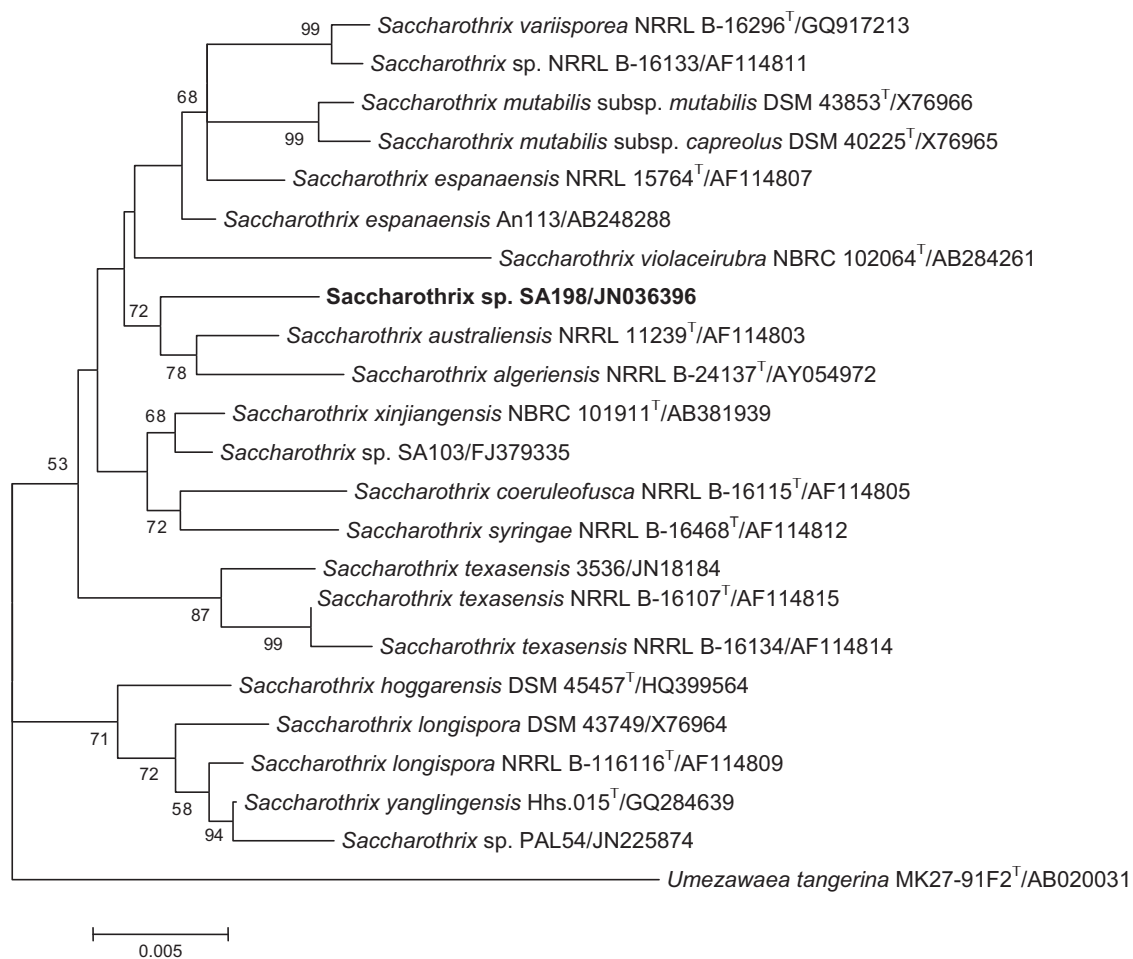 99
Saccharothrix variisporea NRRL B-16296T/GQ917213
Saccharothrix sp. NRRL B-16133/AF114811
68
Saccharothrix mutabilis subsp. mutabilis DSM 43853T/X76966
99
Saccharothrix mutabilis subsp. capreolus DSM 40225T/X76965
Saccharothrix espanaensis NRRL 15764T/AF114807
Saccharothrix espanaensis An113/AB248288
Saccharothrix violaceirubra NBRC 102064T/AB284261
Saccharothrix sp. SA198/JN036396
72
Saccharothrix australiensis NRRL 11239T/AF114803
78
Saccharothrix algeriensis NRRL B-24137T/AY054972
68
Saccharothrix xinjiangensis NBRC 101911T/AB381939
Saccharothrix sp. SA103/FJ379335
53
Saccharothrix coeruleofusca NRRL B-16115T/AF114805
72
Saccharothrix syringae NRRL B-16468T/AF114812
Saccharothrix texasensis 3536/JN18184
Saccharothrix texasensis NRRL B-16107T/AF114815
87
99
Saccharothrix texasensis NRRL B-16134/AF114814
Saccharothrix hoggarensis DSM 45457T/HQ399564
Saccharothrix longispora DSM 43749/X76964
71
Saccharothrix longispora NRRL B-116116T/AF114809
72
Saccharothrix yanglingensis Hhs.015T/GQ284639
58
94
Saccharothrix sp. PAL54/JN225874
Umezawaea tangerina MK27-91F2T/AB020031
0.005